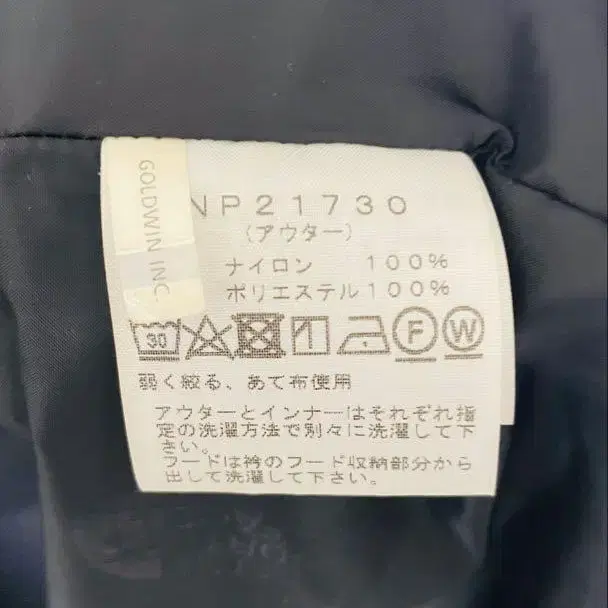 GOLDWIN INC.
NP21730
(アウター)
ナイロン 100%
ポリエステル100%
30 F W
弱く絞る、あて布使用
アウターとインナーはそれぞれ指
定の洗濯方法で別々に洗濯して下
さい。
フードは衿のフード収納部分から
出して洗濯して下さい。